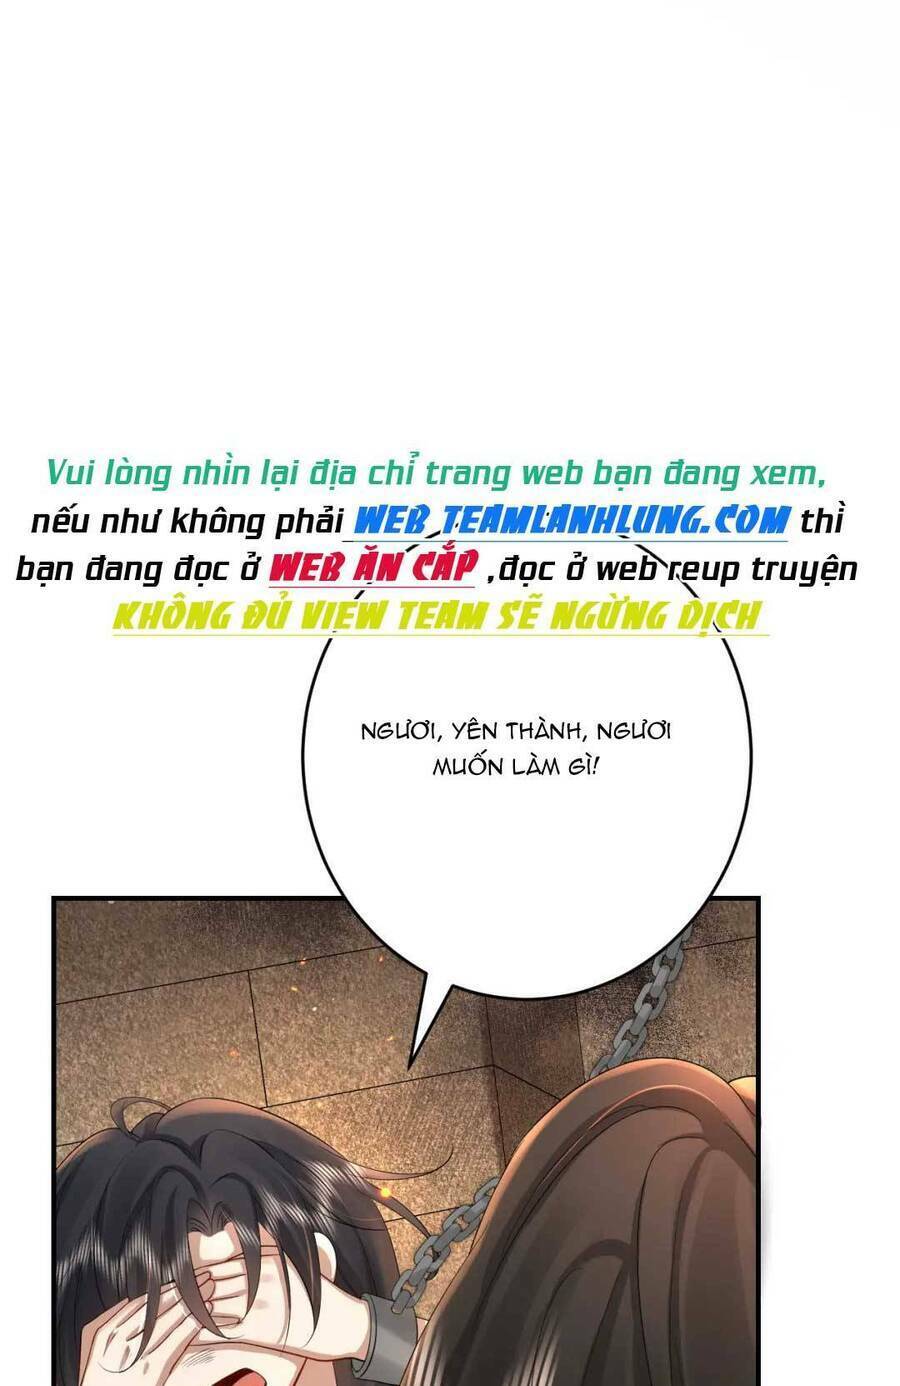 Vui lòng nhìn lại địa chỉ trang web bạn đang xem,
nếu như không phải WEB TEAMLANHLUNG.COM thì
bạn đang đọc ở WEB ĂN CẮP ,đọc ở web reup truyện
KHÔNG ĐỦ VIEW TEAM SẼ NGỪNG DỊCH
NGƯƠI, YÊN THÀNH, NGƯƠI
MUỐN LÀM GÌ!